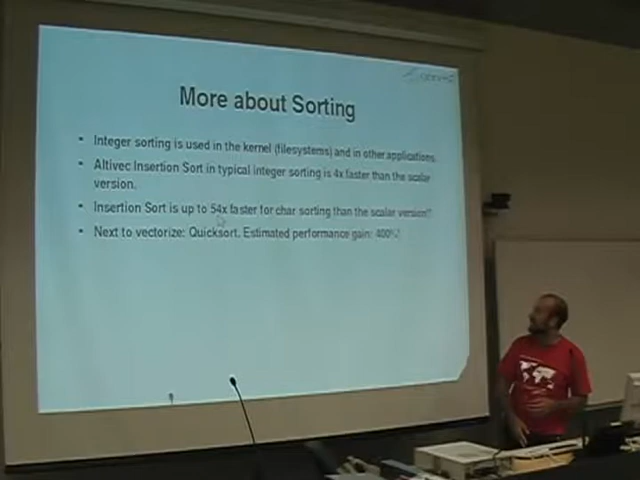 More about Sorting
• Integer sorting is used in the kernel (filesystems) and in other applications.
• Altivec Insertion Sort in typical integer sorting is 4x faster than the scalar
version.
• Insertion Sort is up to 54x faster for char sorting than the scalar version!
• Next to vectorize: Quicksort. Estimated performance gain: 400%!